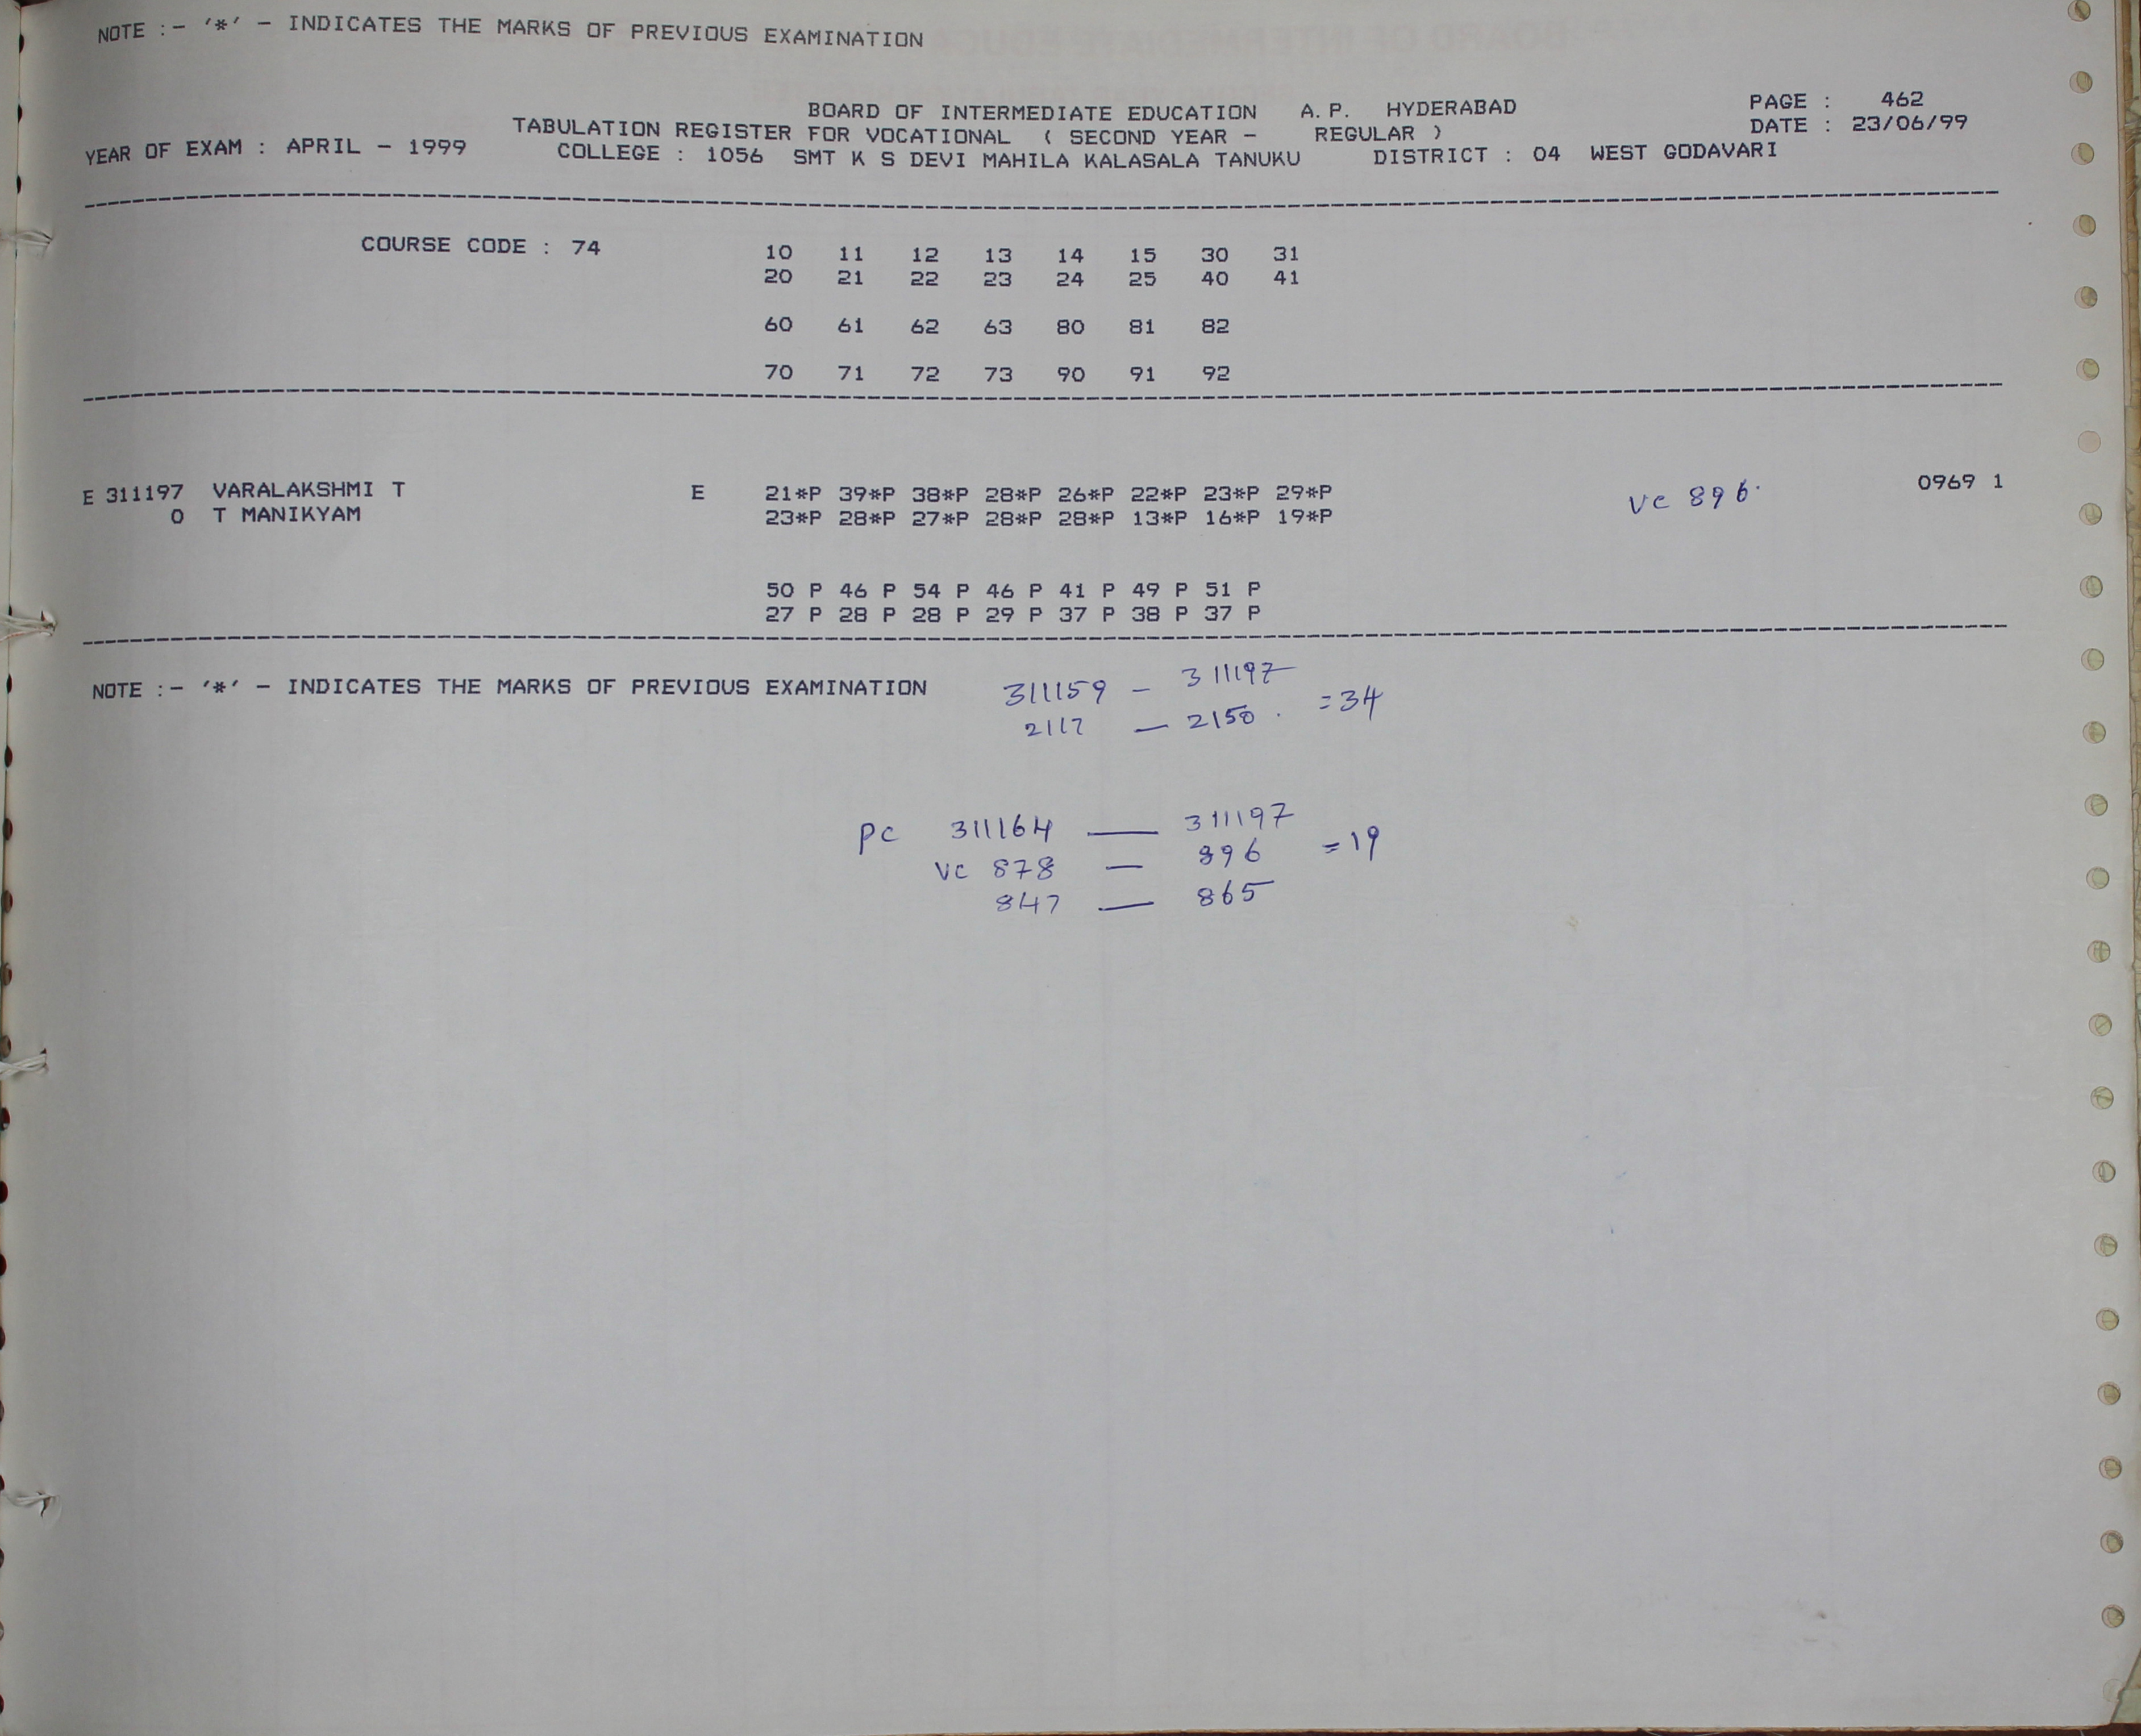 NOTE :- '*' - INDICATES THE MARKS OF PREVIOUS EXAMINATION
BOARD OF INTERMEDIATE EDUCATION A.P. HYDERABAD PAGE : 462
TABULATION REGISTER FOR VOCATIONAL ( SECOND YEAR - REGULAR ) DATE : 23/06/99
YEAR OF EXAM : APRIL - 1999 COLLEGE : 1056 SMT K S DEVI MAHILA KALASALA TANUKU DISTRICT : 04 WEST GODAVARI
COURSE CODE : 74 10 11 12 13 14 15 30 31
20 21 22 23 24 25 40 41
60 61 62 63 80 81 82
70 71 72 73 90 91 92
E 311197 VARALAKSHMI T E 21*P 39*P 38*P 28*P 26*P 22*P 23*P 29*P VC 896. 0969 1
0 T MANIKYAM 23*P 28*P 27*P 28*P 28*P 13*P 16*P 19*P
50 P 46 P 54 P 46 P 41 P 49 P 51 P
27 P 28 P 28 P 29 P 37 P 38 P 37 P
NOTE :- '*' - INDICATES THE MARKS OF PREVIOUS EXAMINATION
311159 - 311197 =34
2117 - 2150.
PC 311164 — 311197
VC 878 — 896 =19
847 — 865